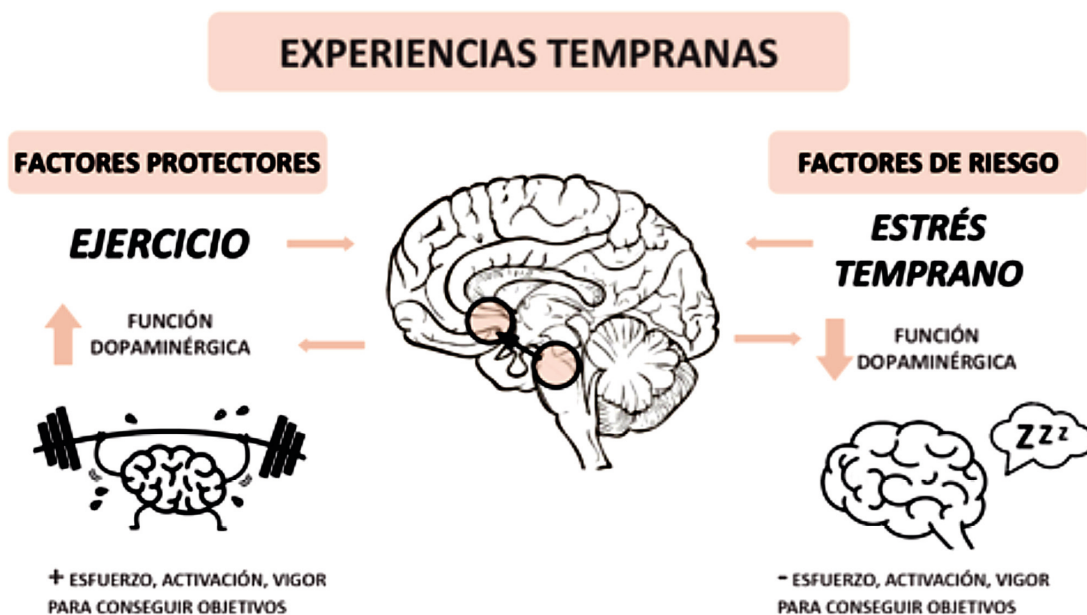 EXPERIENCIAS TEMPRANAS
FACTORES PROTECTORES
EJERCICIO
FUNCIÓN
DOPAMINÉRGICA
+ ESFUERZO, ACTIVACIÓN, VIGOR
PARA CONSEGUIR OBJETIVOS
FACTORES DE RIESGO
ESTRÉS
TEMPRANO
FUNCIÓN
DOPAMINÉRGICA
ZZZ
- ESFUERZO, ACTIVACIÓN, VIGOR
PARA CONSEGUIR OBJETIVOS